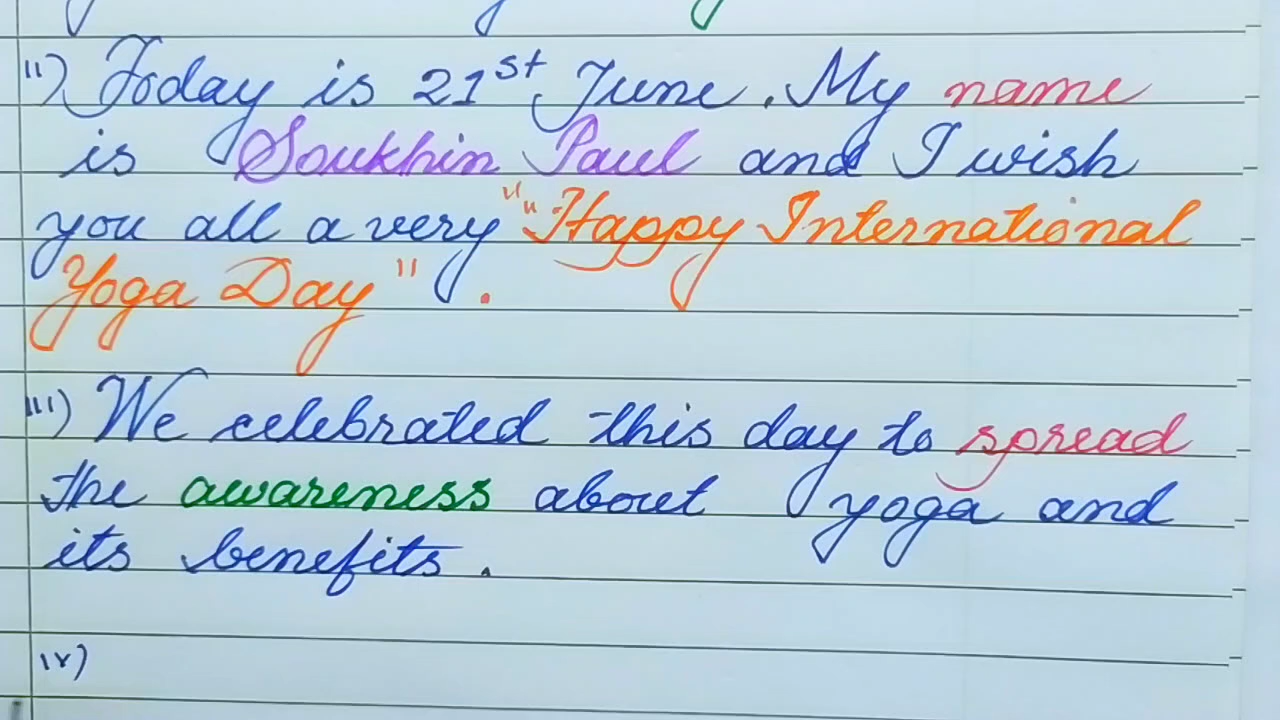 ii) Today is 21st June. My name
is Soukhin Paul and I wish
you all a very "Happy International
Yoga Day".
iii) We celebrated this day to spread
the awareness about yoga and
its benefits.
iv)